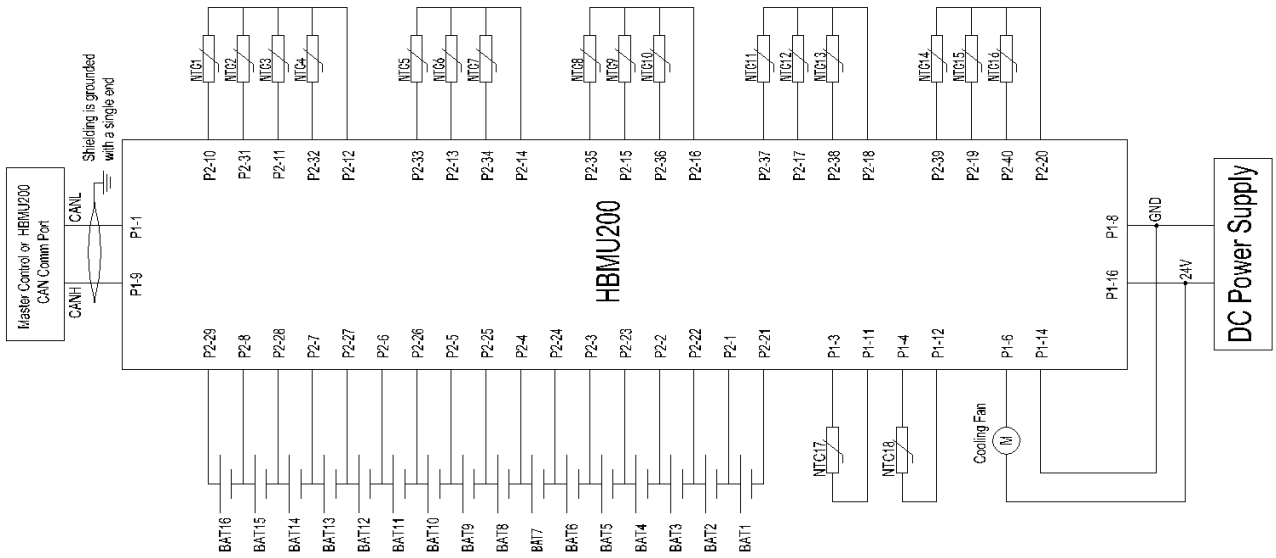 NTC1
NTC2
NTC3
NTC4
NTC5
NTC6
NTC7
NTC8
NTC9
NTC10
NTC11
NTC12
NTC13
NTC14
NTC15
NTC16
Shielding is grounded
with a single end
Master Control or HBMU200
CAN Comm Port
CANL
CANH
P2-10
P2-31
P2-11
P2-32
P2-12
P2-33
P2-13
P2-34
P2-14
P2-35
P2-15
P2-36
P2-16
P2-37
P2-17
P2-38
P2-18
P2-39
P2-19
P2-40
P2-20
P1-1
P1-9
HBMU200
P1-8
P1-16
GND
24V
DC Power Supply
P2-29
P2-8
P2-28
P2-7
P2-27
P2-6
P2-26
P2-5
P2-25
P2-4
P2-24
P2-3
P2-23
P2-2
P2-22
P2-1
P2-21
P1-3
P1-11
P1-4
P1-12
P1-6
P1-14
NTC17
NTC18
Cooling Fan
M
BAT16
BAT15
BAT14
BAT13
BAT12
BAT11
BAT10
BAT9
BAT8
BAT7
BAT6
BAT5
BAT4
BAT3
BAT2
BAT1